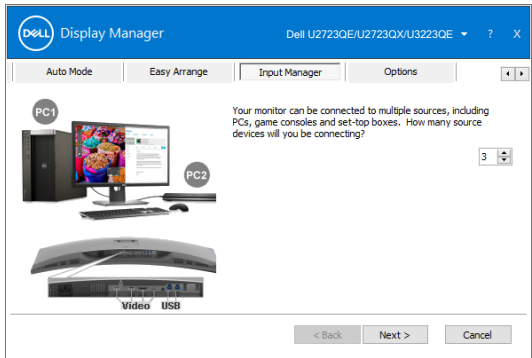 DELL Display Manager
Dell U2723QE/U2723QX/U3223QE ? X
Auto Mode Easy Arrange Input Manager Options
PC1
PC2
Your monitor can be connected to multiple sources, including
PCs, game consoles and set-top boxes. How many source
devices will you be connecting?
3
Video USB
< Back Next > Cancel